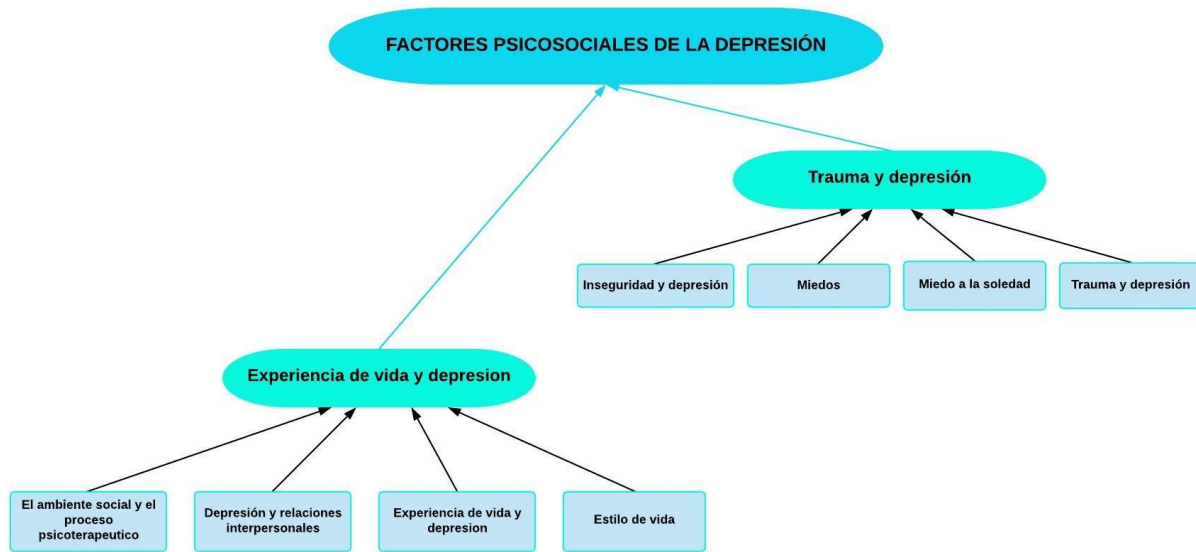 FACTORES PSICOSOCIALES DE LA DEPRESIÓN
Trauma y depresión
Inseguridad y depresión
Miedos
Miedo a la soledad
Trauma y depresión
Experiencia de vida y depresion
El ambiente social y el
proceso
psicoterapeutico
Depresión y relaciones
interpersonales
Experiencia de vida y
depresion
Estilo de vida